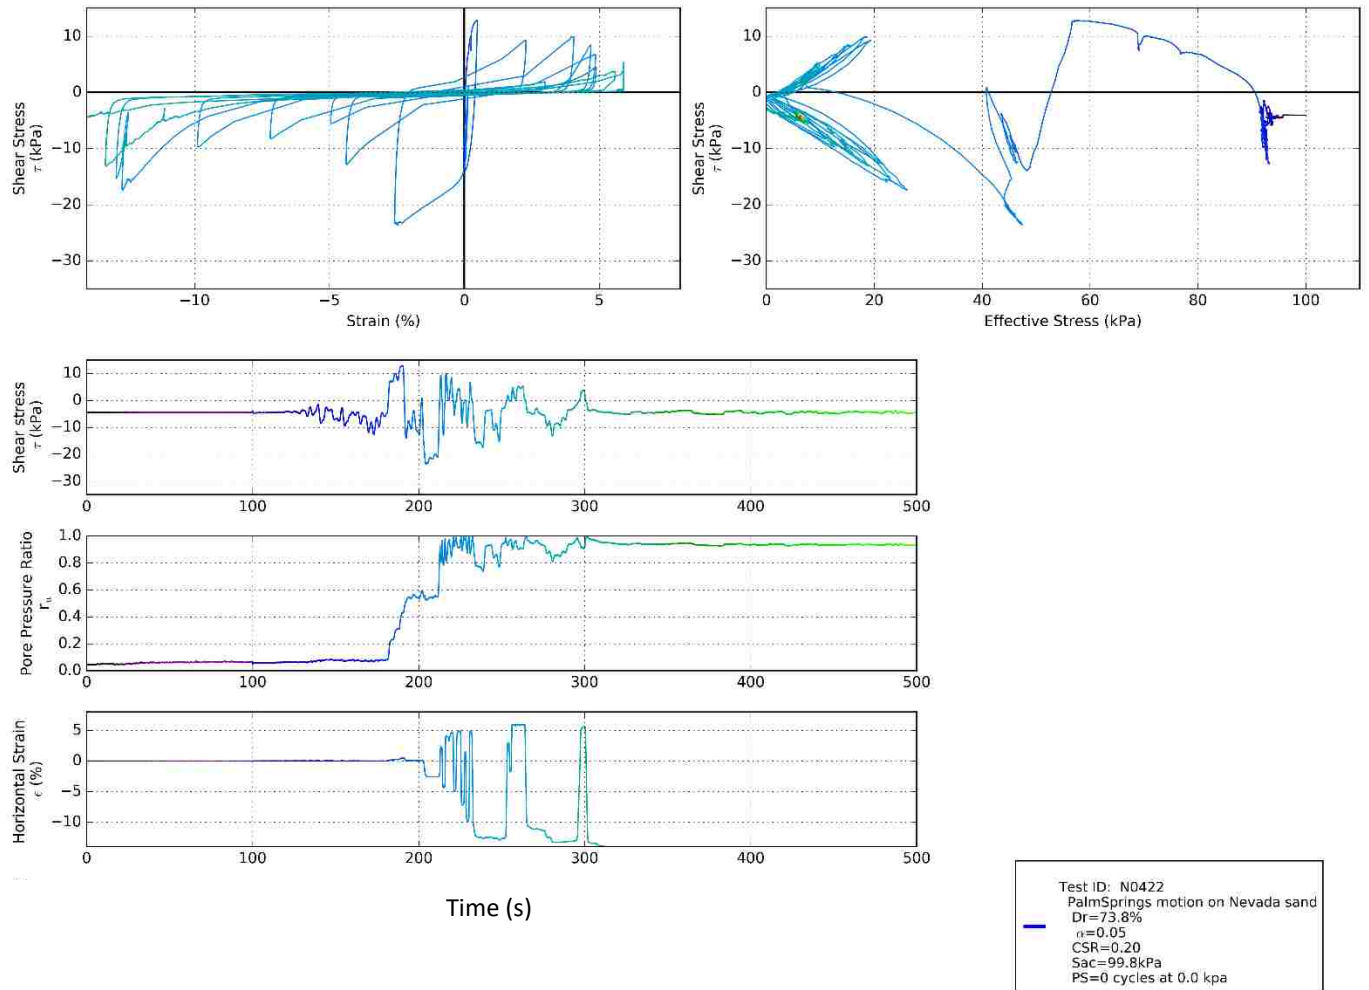 10
0
−10
−20
−30
Shear Stress
τ (kPa)
−10
−5
0
5
Strain (%)
10
0
−10
−20
−30
Shear Stress
τ (kPa)
0
20
40
60
80
100
Effective Stress (kPa)
10
0
−10
−20
−30
Shear stress
τ (kPa)
0
100
200
300
400
500
1.0
0.8
0.6
0.4
0.2
0.0
Pore Pressure Ratio
r_u
0
100
200
300
400
500
5
0
−5
−10
Horizontal Strain
ϵ (%)
0
100
200
300
400
500
Time (s)
Test ID: N0422
PalmSprings motion on Nevada sand
Dr=73.8%
α=0.05
CSR=0.20
Sac=99.8kPa
PS=0 cycles at 0.0 kpa